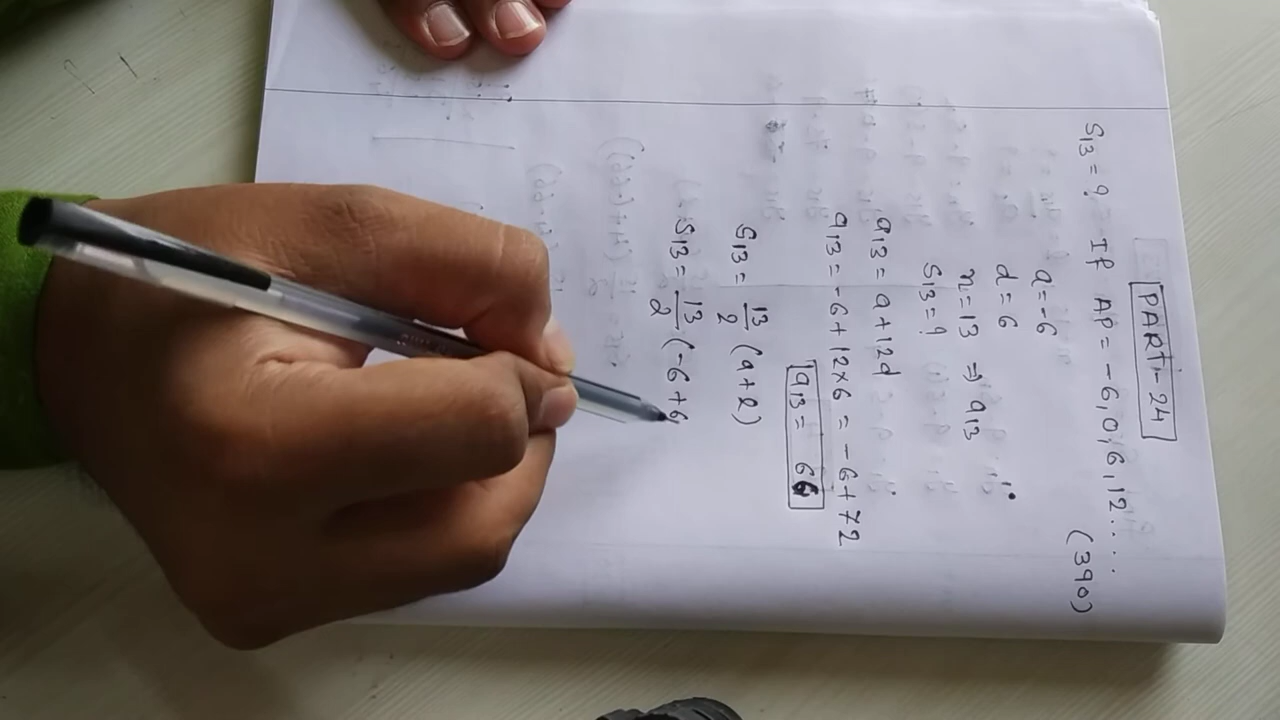 PART-24
S13 = ? If AP = -6, 0, 6, 12....
(390)
a = -6
d = 6
n = 13 ⇒ a13
S13 = ?
a13 = a + 12d
a13 = -6 + 12×6 = -6 + 72
a13 = 66
S13 = 13/2 (a + l)
S13 = 13/2 (-6 + 6